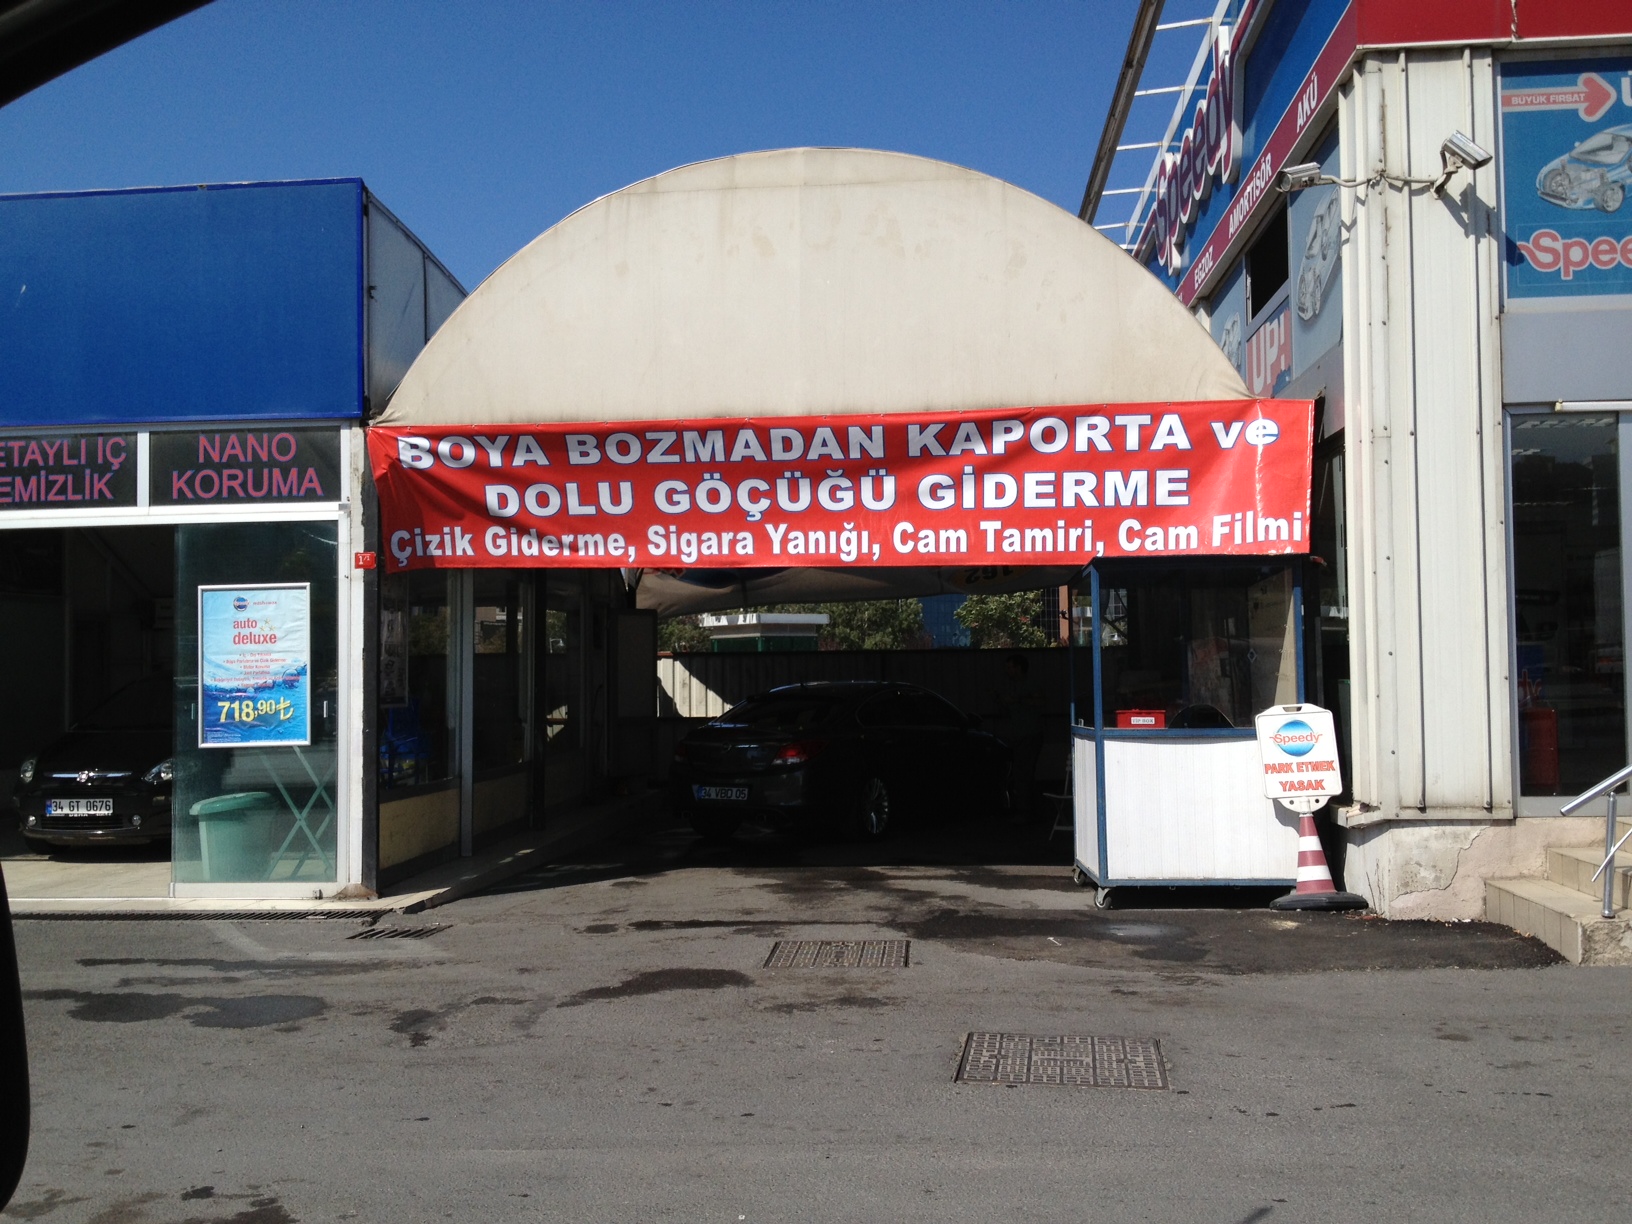 BOYA BOZMADAN KAPORTA ve
DOLU GÖÇÜĞÜ GİDERME
Çizik Giderme, Sigara Yanığı, Cam Tamiri, Cam Filmi
ETAYLI İÇ
EMİZLİK
NANO
KORUMA
auto
deluxe
718,90₺
34 GT 0676
Speedy
EGZOZ AMORTİSÖR AKÜ
UP!
BÜYÜK FIRSAT
Spee
Speedy
PARK ETMEK
YASAK